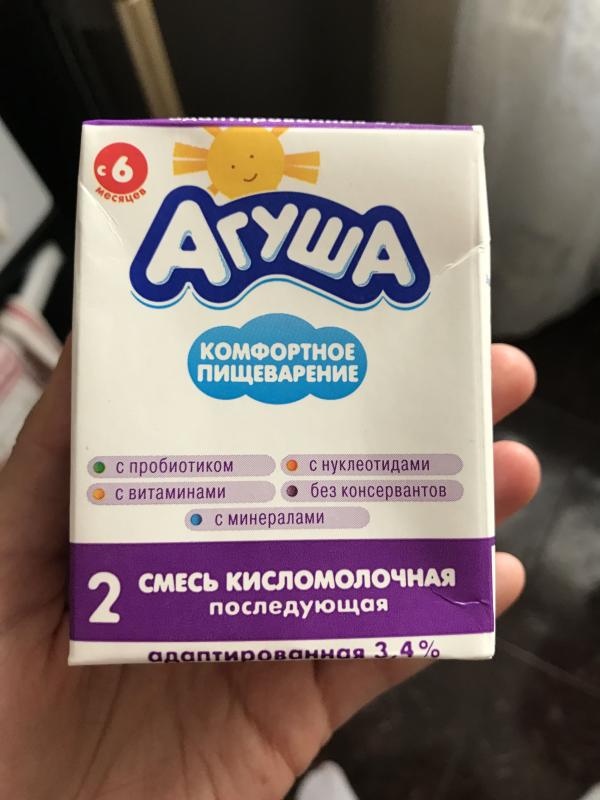 с 6
месяцев
АГУША
КОМФОРТНОЕ
ПИЩЕВАРЕНИЕ
с пробиотиком
с нуклеотидами
с витаминами
без консервантов
с минералами
2 СМЕСЬ КИСЛОМОЛОЧНАЯ
последующая
адаптированная 3,4%